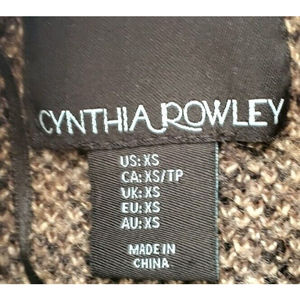 CYNTHIA ROWLEY
US: XS
CA: XS/TP
UK: XS
EU: XS
AU: XS
MADE IN
CHINA